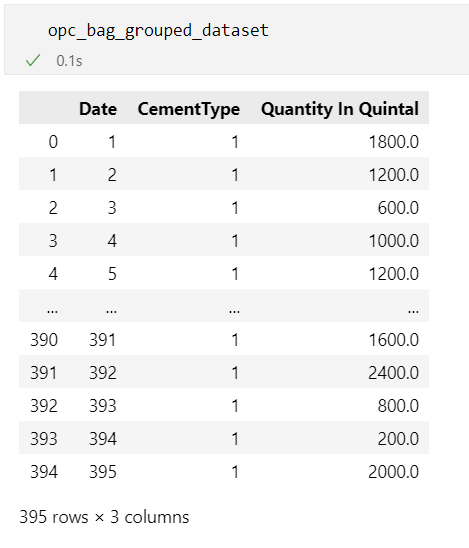 opc_bag_grouped_dataset
0.1s
Date CementType Quantity In Quintal
0 1 1 1800.0
1 2 1 1200.0
2 3 1 600.0
3 4 1 1000.0
4 5 1 1200.0
... ... ... ...
390 391 1 1600.0
391 392 1 2400.0
392 393 1 800.0
393 394 1 200.0
394 395 1 2000.0
395 rows × 3 columns